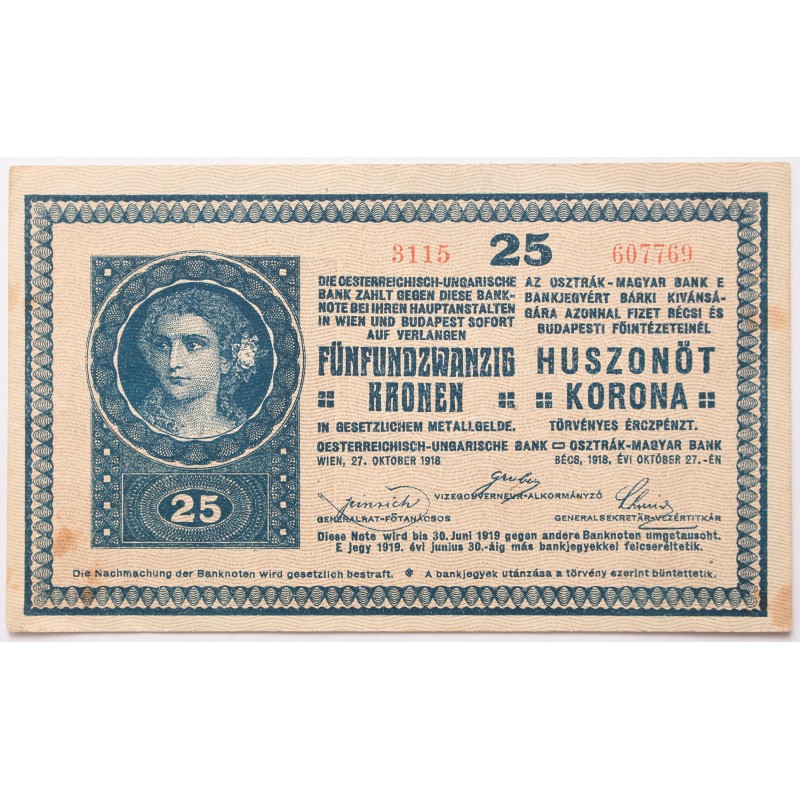 3115 25 607769
DIE OESTERREICHISCH-UNGARISCHE
BANK ZAHLT GEGEN DIESE BANK-
NOTE BEI IHREN HAUPTANSTALTEN
IN WIEN UND BUDAPEST SOFORT
AUF VERLANGEN
FÜNFUNDZWANZIG
KRONEN
IN GESETZLICHEM METALLGELDE.
AZ OSZTRÁK-MAGYAR BANK E
BANKJEGYÉRT BÁRKI KIVÁNSÁ-
GÁRA AZONNAL FIZET BÉCSI ÉS
BUDAPESTI FŐINTÉZETEINÉL
HUSZONÖT
KORONA
TÖRVÉNYES ÉRCZPÉNZT.
OESTERREICHISCH-UNGARISCHE BANK OSZTRÁK-MAGYAR BANK
WIEN, 27. OKTOBER 1918 BÉCS, 1918. ÉVI OKTÓBER 27.-ÉN
Gruber
VIZEGOUVERNEUR-ALKORMÁNYZÓ
GENERALRAT-FŐTANÁCSOS GENERALSEKRETÄR-VEZÉRTITKÁR
25
Diese Note wird bis 30. Juni 1919 gegen andere Banknoten umgetauscht.
E jegy 1919. évi junius 30.-áig más bankjegyekkel felcseréltetik.
Die Nachmachung der Banknoten wird gesetzlich bestraft. A bankjegyek utánzása a törvény szerint büntettetik.